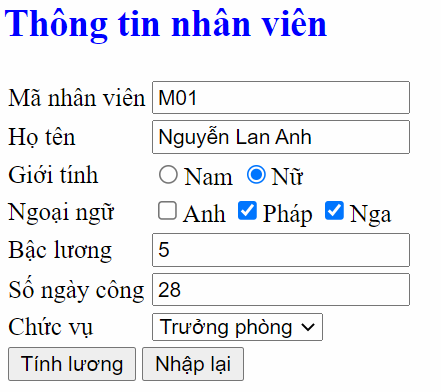 Thông tin nhân viên
Mã nhân viên M01
Họ tên Nguyễn Lan Anh
Giới tính Nam Nữ
Ngoại ngữ Anh Pháp Nga
Bậc lương 5
Số ngày công 28
Chức vụ Trưởng phòng
Tính lương Nhập lại